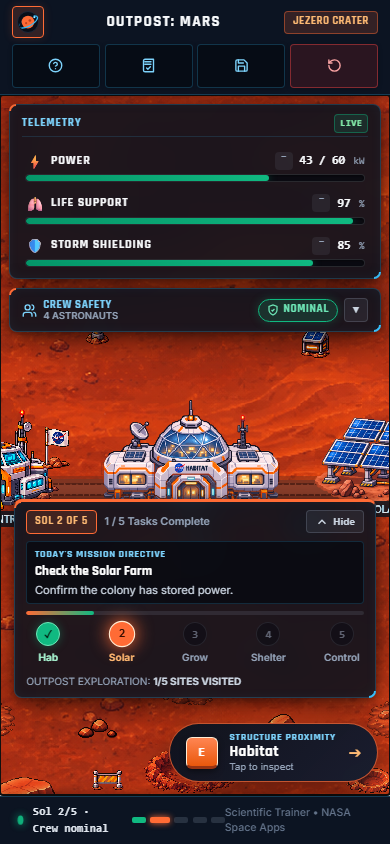 OUTPOST: MARS
JEZERO CRATER
TELEMETRY
LIVE
POWER
43 / 60 kW
LIFE SUPPORT
97 %
STORM SHIELDING
85 %
CREW SAFETY
4 ASTRONAUTS
NOMINAL
NASA
NASA HABITAT
SOL 2 OF 5
1 / 5 Tasks Complete
Hide
TODAY'S MISSION DIRECTIVE
Check the Solar Farm
Confirm the colony has stored power.
✓ 2 3 4 5
Hab Solar Grow Shelter Control
OUTPOST EXPLORATION: 1/5 SITES VISITED
E
STRUCTURE PROXIMITY
Habitat
Tap to inspect
Sol 2/5 ·
Crew nominal
Scientific Trainer • NASA
Space Apps